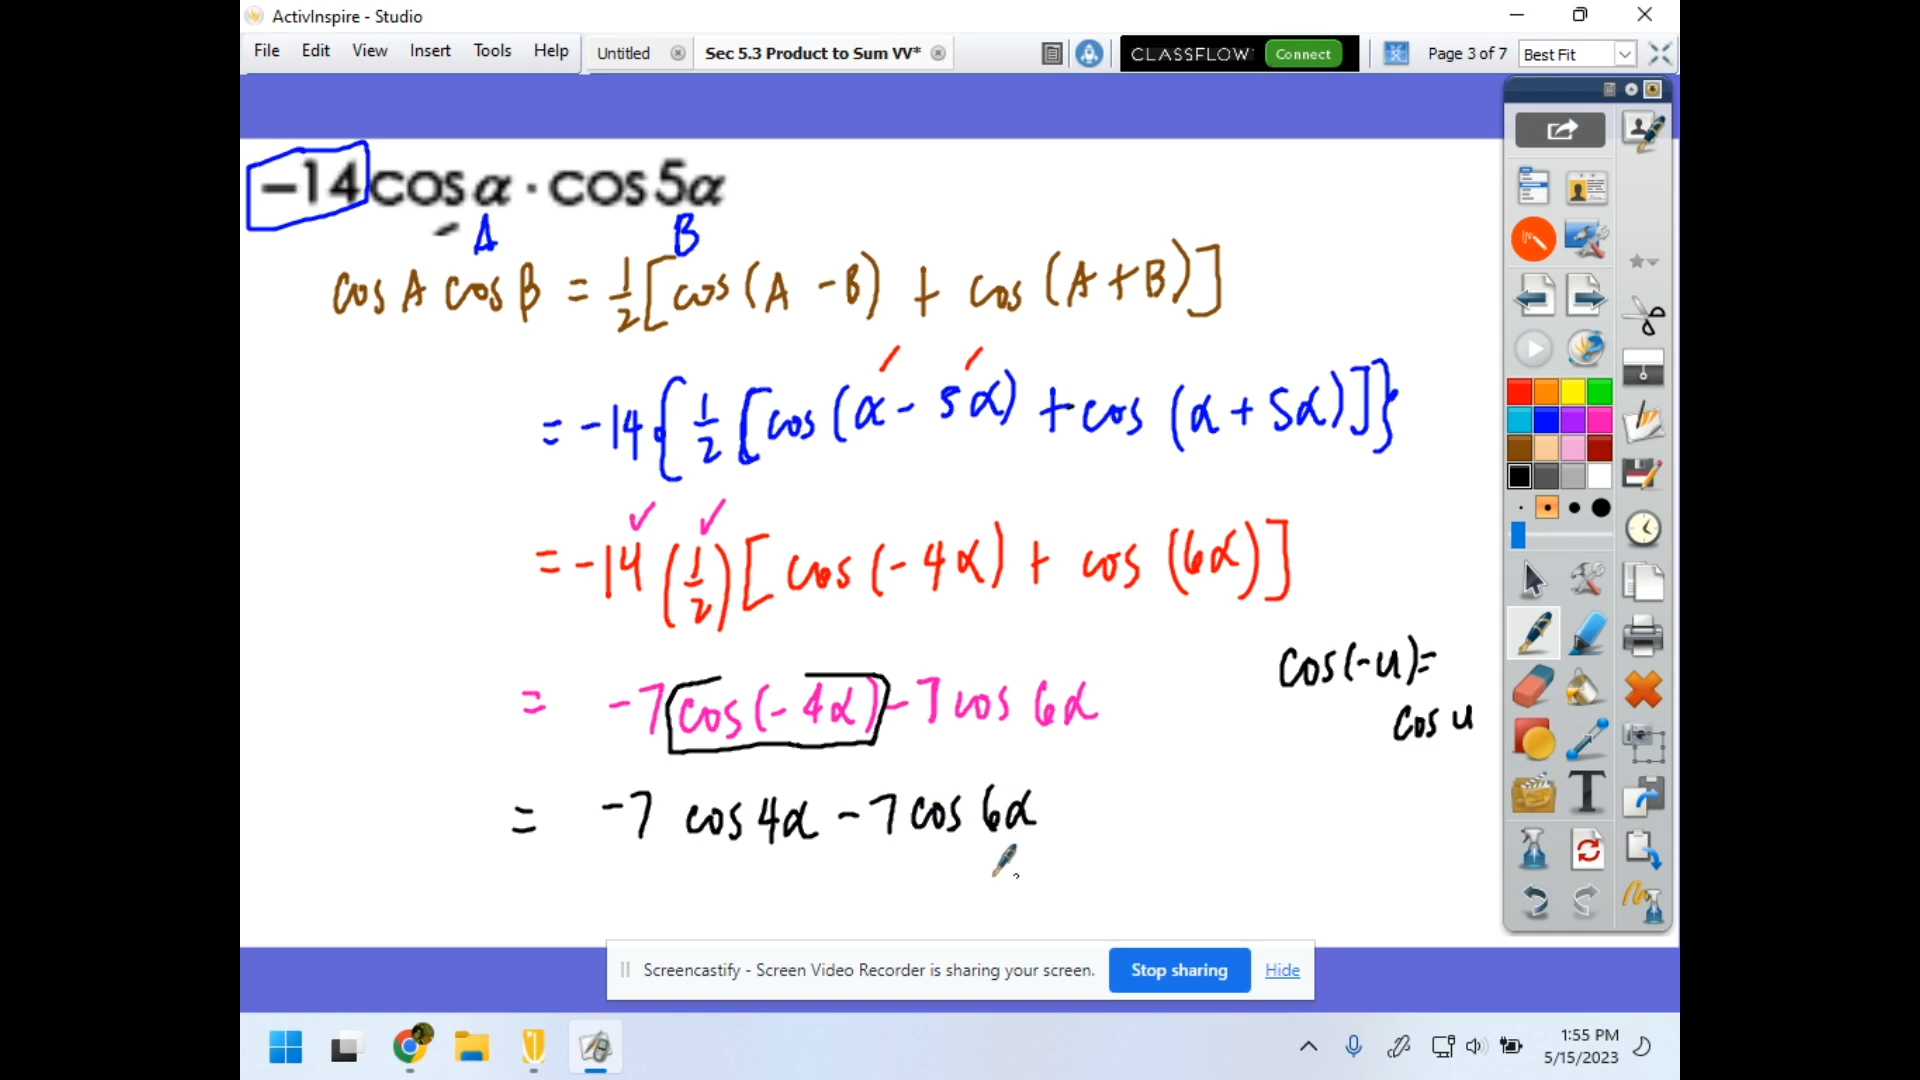 ActivInspire - Studio
File Edit View Insert Tools Help Untitled Sec 5.3 Product to Sum VV* CLASSFLOW Connect Page 3 of 7 Best Fit
-14 cos α · cos 5α
A B
cos A cos B = 1/2 [cos (A - B) + cos (A + B)]
= -14 { 1/2 [cos (α - 5α) + cos (α + 5α)]}
= -14 (1/2) [cos (-4α) + cos (6α)]
cos(-u)=
cos u
= -7 cos (-4α) -7 cos 6α
= -7 cos 4α - 7 cos 6α
T
Screencastify - Screen Video Recorder is sharing your screen. Stop sharing Hide
1:55 PM
5/15/2023